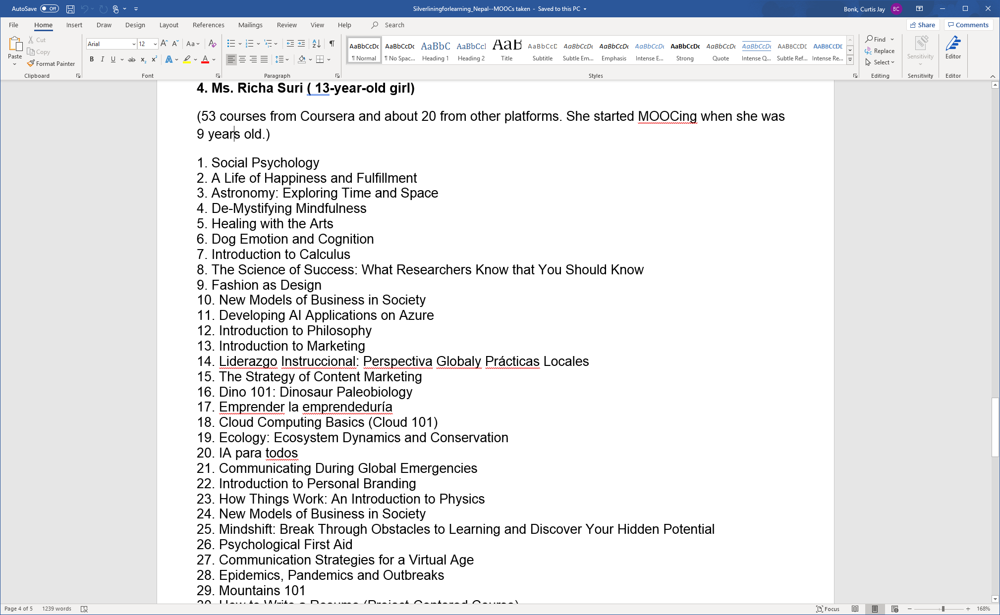 AutoSave Off
Silverliningforlearning_Nepal--MOOCs taken - Saved to this PC
Bonk, Curtis Jay BC
File Home Insert Draw Design Layout References Mailings Review View Help Search
Share Comments
Paste
Cut
Copy
Format Painter
Clipboard
Arial 12
Font
Paragraph
AaBbCcDc AaBbCcDc AaBbC AaBbCcI AaB AaBbCcD AaBbCcDc AaBbCcDc AaBbCcDc AaBbCcDc AaBbCcDc AaBbCcDc AABBCCDE AABBCCDE
¶ Normal ¶ No Spac... Heading 1 Heading 2 Title Subtitle Subtle Em... Emphasis Intense E... Strong Quote Intense Q... Subtle Ref... Intense Re...
Styles
Find
Replace
Select
Editing
Sensitivity
Sensitivity
Editor
Editor
4. Ms. Richa Suri ( 13-year-old girl)
(53 courses from Coursera and about 20 from other platforms. She started MOOCing when she was
9 years old.)
1. Social Psychology
2. A Life of Happiness and Fulfillment
3. Astronomy: Exploring Time and Space
4. De-Mystifying Mindfulness
5. Healing with the Arts
6. Dog Emotion and Cognition
7. Introduction to Calculus
8. The Science of Success: What Researchers Know that You Should Know
9. Fashion as Design
10. New Models of Business in Society
11. Developing AI Applications on Azure
12. Introduction to Philosophy
13. Introduction to Marketing
14. Liderazgo Instruccional: Perspectiva Globaly Prácticas Locales
15. The Strategy of Content Marketing
16. Dino 101: Dinosaur Paleobiology
17. Emprender la emprendeduría
18. Cloud Computing Basics (Cloud 101)
19. Ecology: Ecosystem Dynamics and Conservation
20. IA para todos
21. Communicating During Global Emergencies
22. Introduction to Personal Branding
23. How Things Work: An Introduction to Physics
24. New Models of Business in Society
25. Mindshift: Break Through Obstacles to Learning and Discover Your Hidden Potential
26. Psychological First Aid
27. Communication Strategies for a Virtual Age
28. Epidemics, Pandemics and Outbreaks
29. Mountains 101
30. How to Write a Resume (Project-Centered Course)
Page 4 of 5 1239 words
Focus 168%